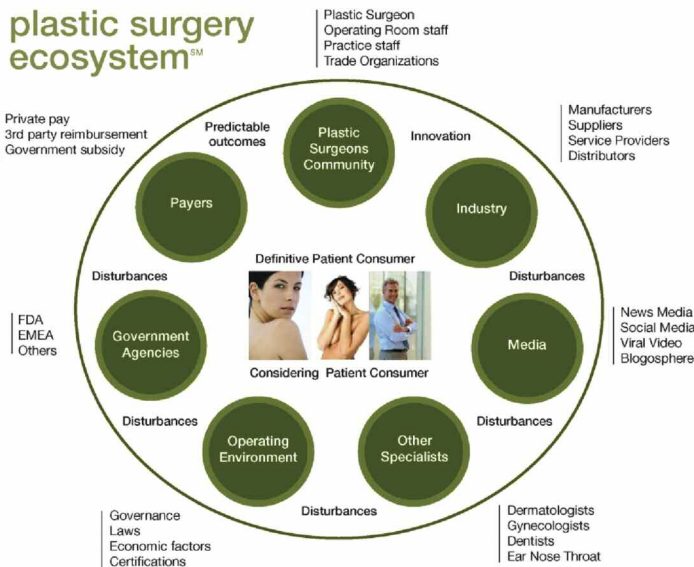 plastic surgery
ecosystem℠
Plastic Surgeon
Operating Room staff
Practice staff
Trade Organizations
Private pay
3rd party reimbursement
Government subsidy
Predictable
outcomes
Plastic
Surgeons
Community
Innovation
Manufacturers
Suppliers
Service Providers
Distributors
Payers
Industry
Definitive Patient Consumer
Disturbances
Disturbances
FDA
EMEA
Others
Government
Agencies
Media
News Media
Social Media
Viral Video
Blogosphere
Considering Patient Consumer
Disturbances
Disturbances
Operating
Environment
Other
Specialists
Disturbances
Governance
Laws
Economic factors
Certifications
Dermatologists
Gynecologists
Dentists
Ear Nose Throat